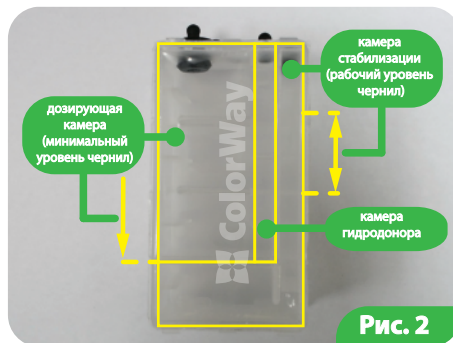 камера
стабилизации
(рабочий уровень
чернил)
дозирующая
камера
(минимальный
уровень чернил)
ColorWay
камера
гидродонора
Рис. 2